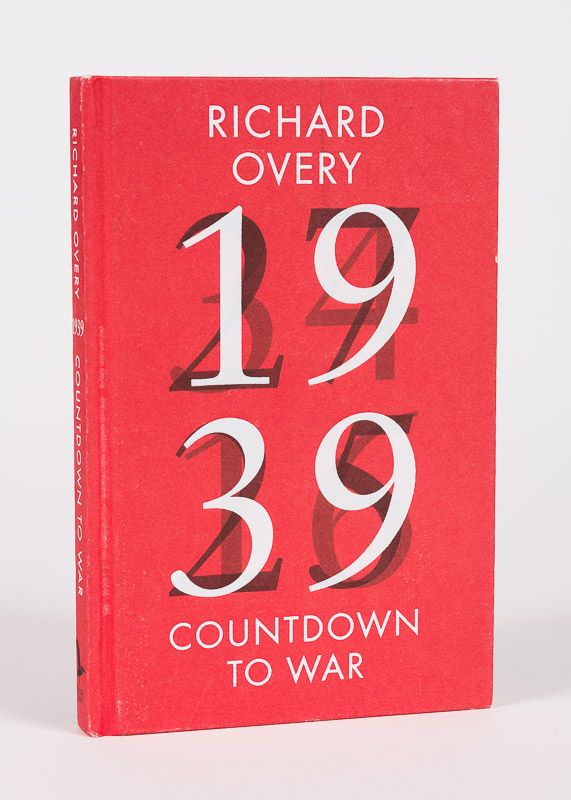 RICHARD
OVERY
19
39
COUNTDOWN
TO WAR
RICHARD OVERY 1939 COUNTDOWN TO WAR